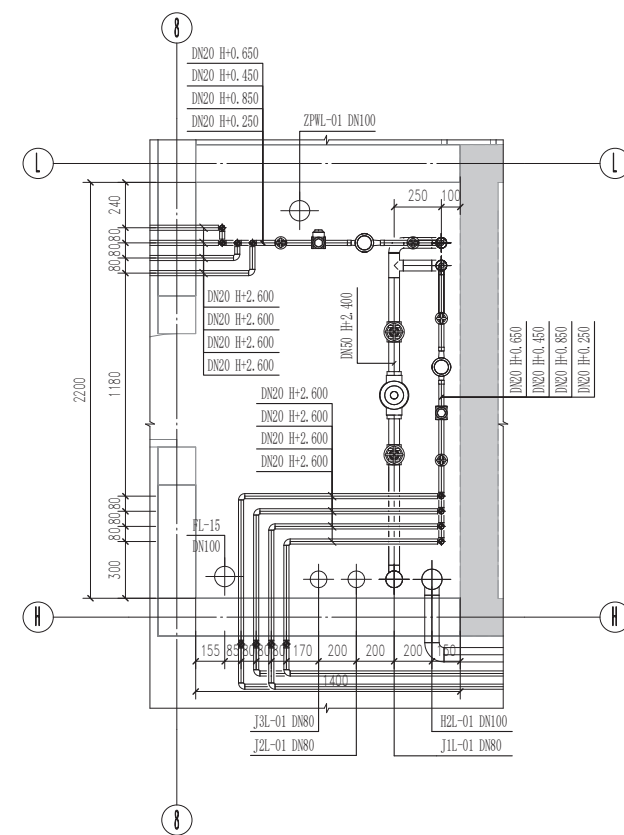 8
DN20 H+0.650
DN20 H+0.450
DN20 H+0.850
DN20 H+0.250
ZPWL-01 DN100
L
L
250
100
240
80
80
80
DN20 H+2.600
DN20 H+2.600
DN20 H+2.600
DN20 H+2.600
DN50 H+2.400
DN20 H+0.650
DN20 H+0.450
DN20 H+0.850
DN20 H+0.250
2200
1180
DN20 H+2.600
DN20 H+2.600
DN20 H+2.600
DN20 H+2.600
80
80
80
FL-15
DN100
300
H
H
155
85
80
80
80
170
200
200
200
150
1400
J3L-01 DN80
H2L-01 DN100
J2L-01 DN80
J1L-01 DN80
8